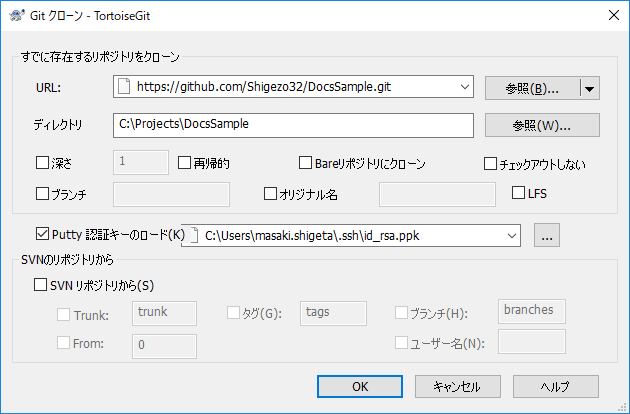 Git クローン - TortoiseGit
すでに存在するリポジトリをクローン
URL: https://github.com/Shigezo32/DocsSample.git 参照(B)...
ディレクトリ C:\Projects\DocsSample 参照(W)...
深さ 1 再帰的 Bareリポジトリにクローン チェックアウトしない
ブランチ オリジナル名 LFS
Putty 認証キーのロード(K) C:\Users\masaki.shigeta\.ssh\id_rsa.ppk ...
SVNのリポジトリから
SVN リポジトリから(S)
Trunk: trunk タグ(G): tags ブランチ(H): branches
From: 0 ユーザー名(N):
OK キャンセル ヘルプ